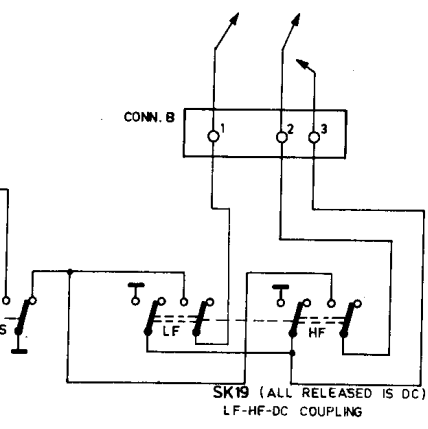 CONN. B
1 2 3
S LF HF
SK19 (ALL RELEASED IS DC)
LF-HF-DC COUPLING